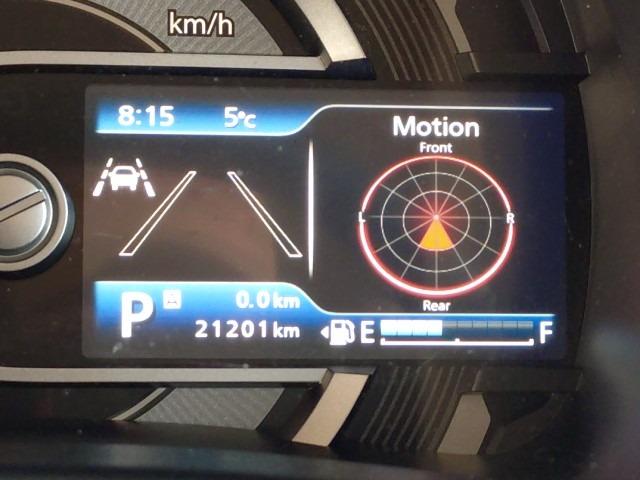 km/h
8:15 5°C
Motion
Front
L R
Rear
P A 0.0km
21201km
E F